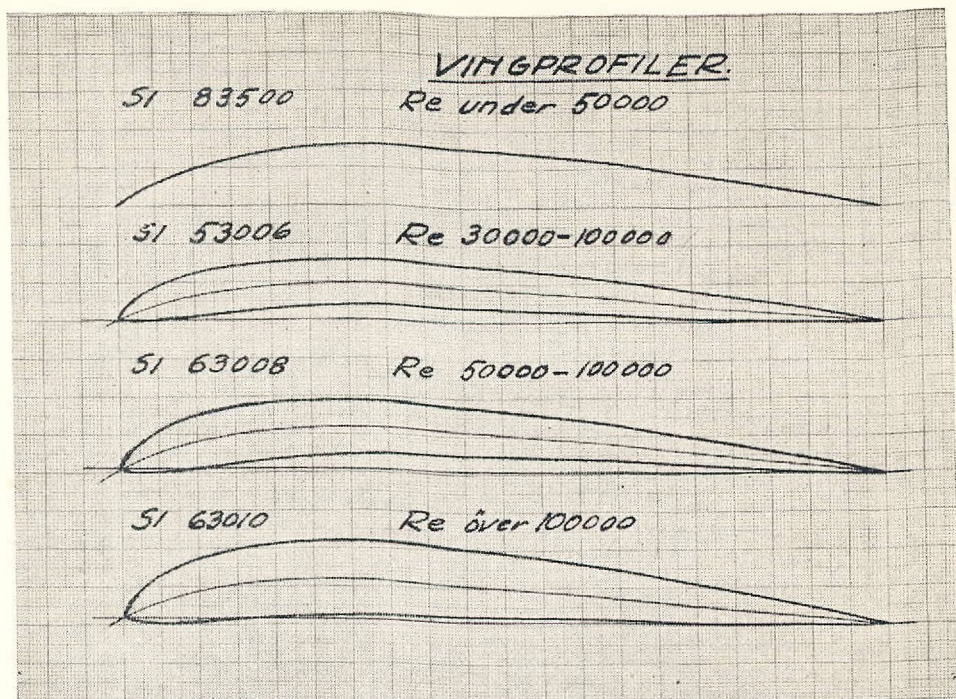 VINGPROFILER.
SI 83500 Re under 50000
SI 53006 Re 30000-100000
SI 63008 Re 50000-100000
SI 63010 Re över 100000